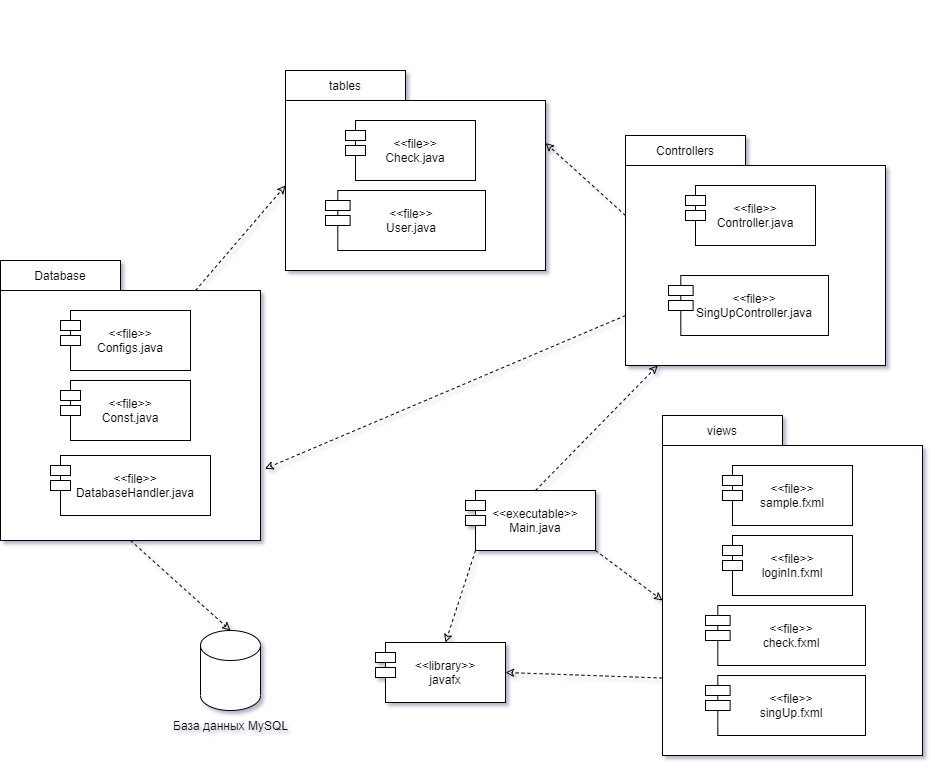 tables
<<file>>
Check.java
<<file>>
User.java
Controllers
<<file>>
Controller.java
<<file>>
SingUpController.java
Database
<<file>>
Configs.java
<<file>>
Const.java
<<file>>
DatabaseHandler.java
views
<<file>>
sample.fxml
<<file>>
loginIn.fxml
<<file>>
check.fxml
<<file>>
singUp.fxml
<<executable>>
Main.java
<<library>>
javafx
База данных MySQL